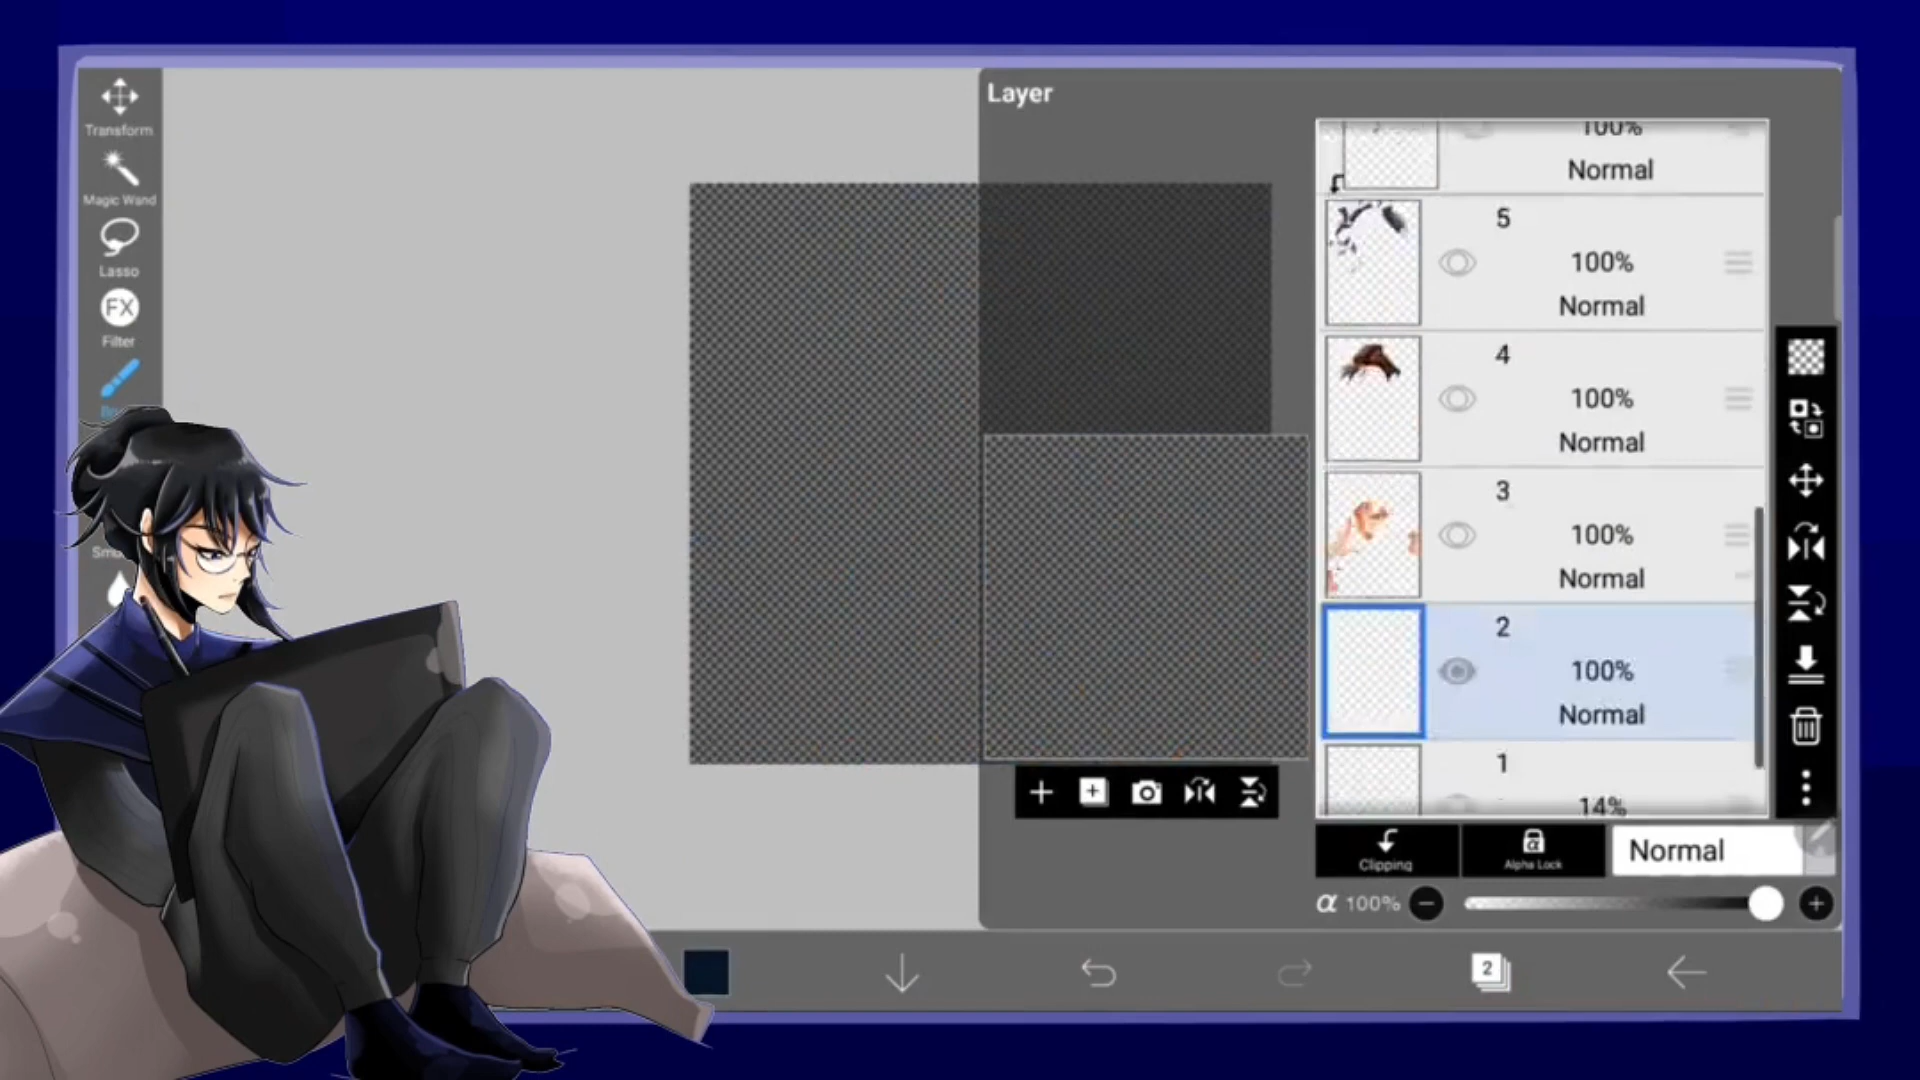 Layer
Transform
Magic Wand
Lasso
FX
Filter
100%
Normal
5
100%
Normal
4
100%
Normal
3
100%
Normal
2
100%
Normal
1
14%
Clipping
α
Alpha Lock
Normal
α 100%
2